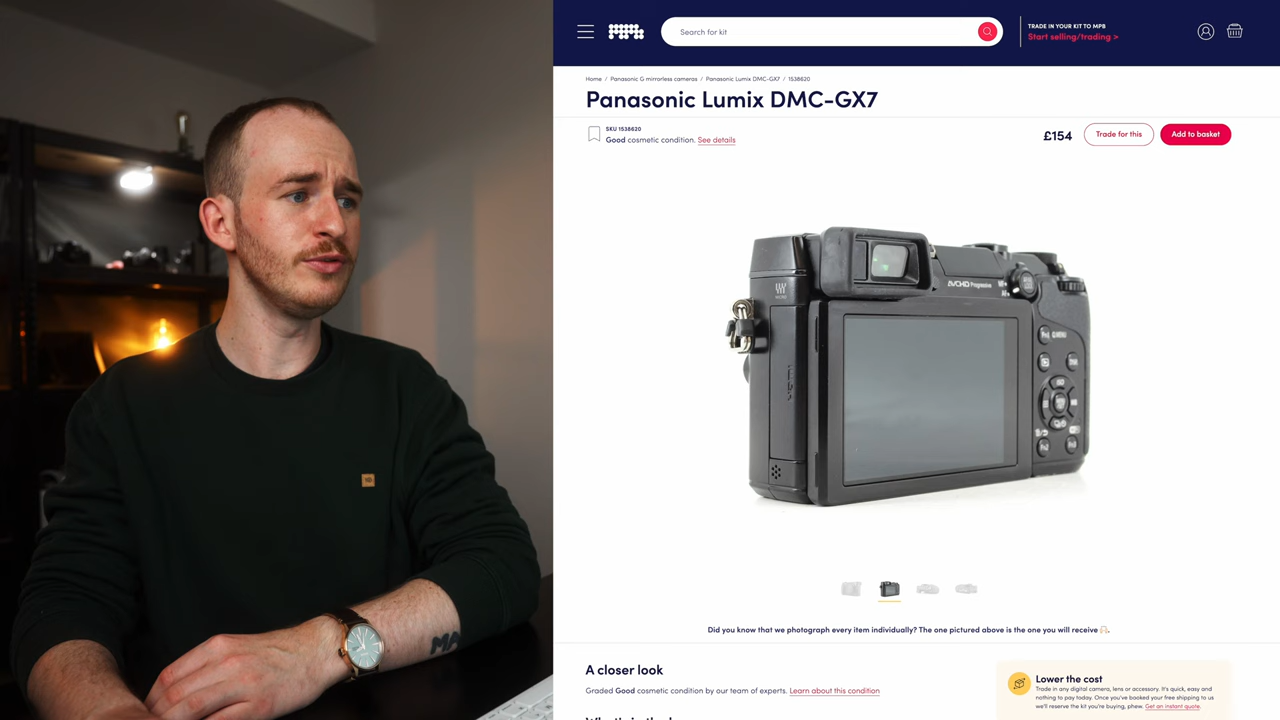 Search for kit
TRADE IN YOUR KIT TO MPB
Start selling/trading >
Home / Panasonic G mirrorless cameras / Panasonic Lumix DMC-GX7 / 1538620
Panasonic Lumix DMC-GX7
SKU 1538620
Good cosmetic condition. See details
£154
Trade for this
Add to basket
AVCHD Progressive
HDMI
Did you know that we photograph every item individually? The one pictured above is the one you will receive
A closer look
Graded Good cosmetic condition by our team of experts. Learn about this condition
Lower the cost
Trade in any digital camera, lens or accessory. It's quick, easy and
nothing to pay today. Once you've booked your free shipping to us
we'll reserve the kit you're buying, phew. Get an instant quote.
MA